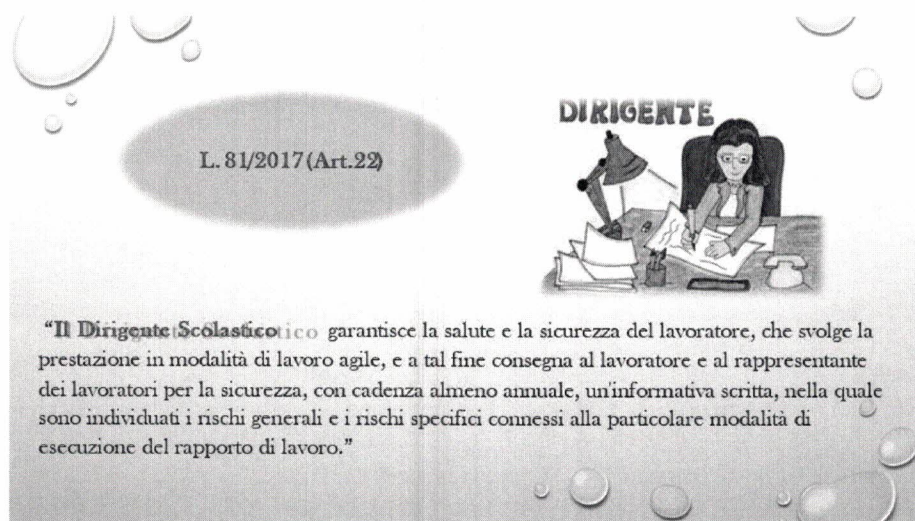 L. 81/2017 (Art.22)
DIRIGENTE
“Il Dirigente Scolastico garantisce la salute e la sicurezza del lavoratore, che svolge la
prestazione in modalità di lavoro agile, e a tal fine consegna al lavoratore e al rappresentante
dei lavoratori per la sicurezza, con cadenza almeno annuale, un'informativa scritta, nella quale
sono individuati i rischi generali e i rischi specifici connessi alla particolare modalità di
esecuzione del rapporto di lavoro.”